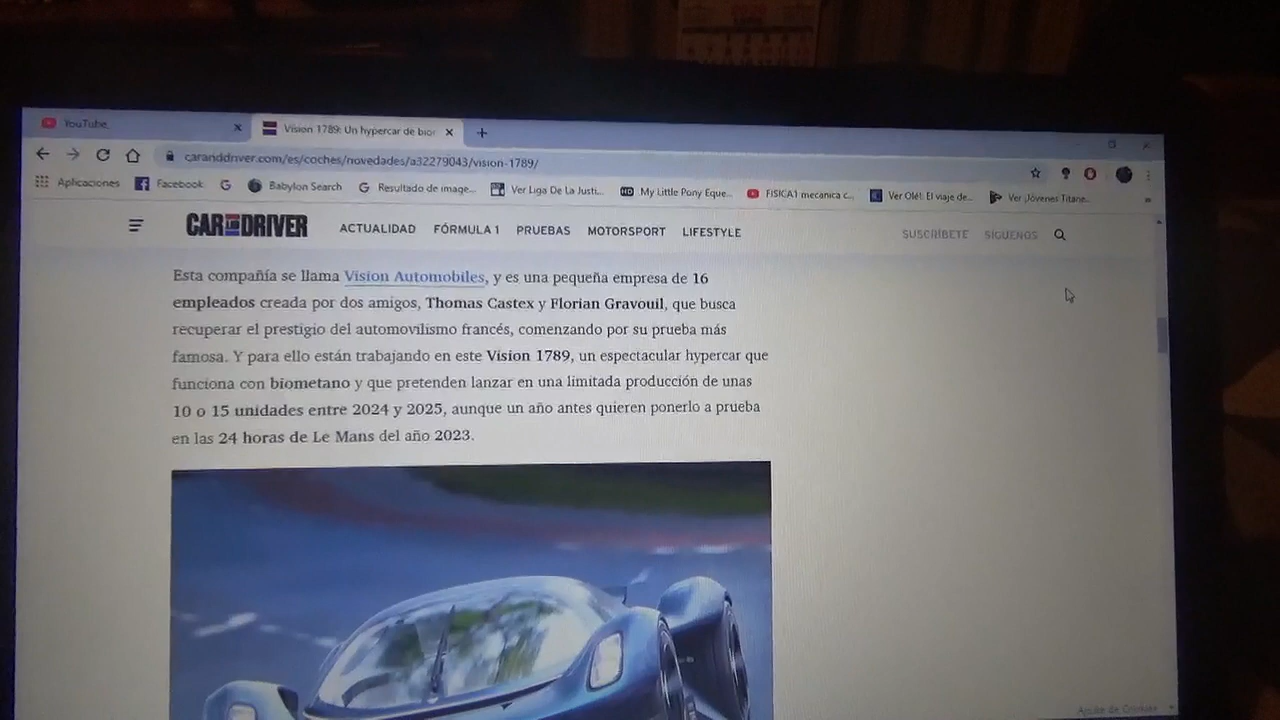 YouTube
Vision 1789: Un hypercar de bior
caranddriver.com/es/coches/novedades/a32279043/vision-1789/
Aplicaciones Facebook Babylon Search Resultado de image... Ver Liga De La Justi... My Little Pony Eque... FISICA1 mecanica c... Ver Olé!. El viaje de... Ver ¡Jóvenes Titane...
CAR AND DRIVER ACTUALIDAD FÓRMULA 1 PRUEBAS MOTORSPORT LIFESTYLE SUSCRÍBETE SÍGUENOS
Esta compañía se llama Vision Automobiles, y es una pequeña empresa de 16
empleados creada por dos amigos, Thomas Castex y Florian Gravouil, que busca
recuperar el prestigio del automovilismo francés, comenzando por su prueba más
famosa. Y para ello están trabajando en este Vision 1789, un espectacular hypercar que
funciona con biometano y que pretenden lanzar en una limitada producción de unas
10 o 15 unidades entre 2024 y 2025, aunque un año antes quieren ponerlo a prueba
en las 24 horas de Le Mans del año 2023.